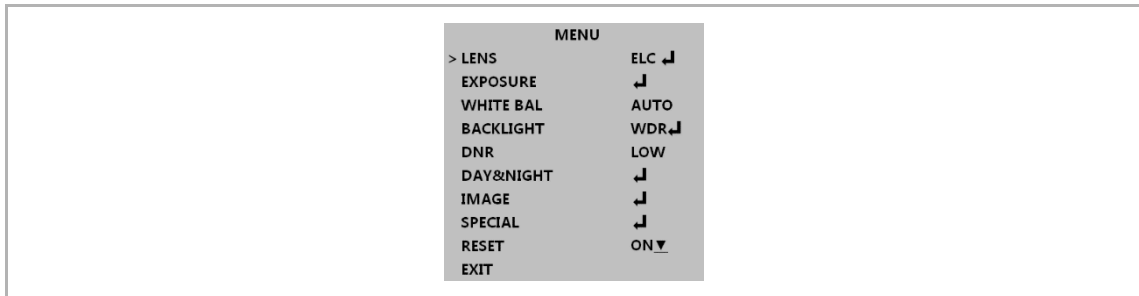 MENU
> LENS ELC ↲
EXPOSURE ↲
WHITE BAL AUTO
BACKLIGHT WDR↲
DNR LOW
DAY&NIGHT ↲
IMAGE ↲
SPECIAL ↲
RESET ON▼
EXIT